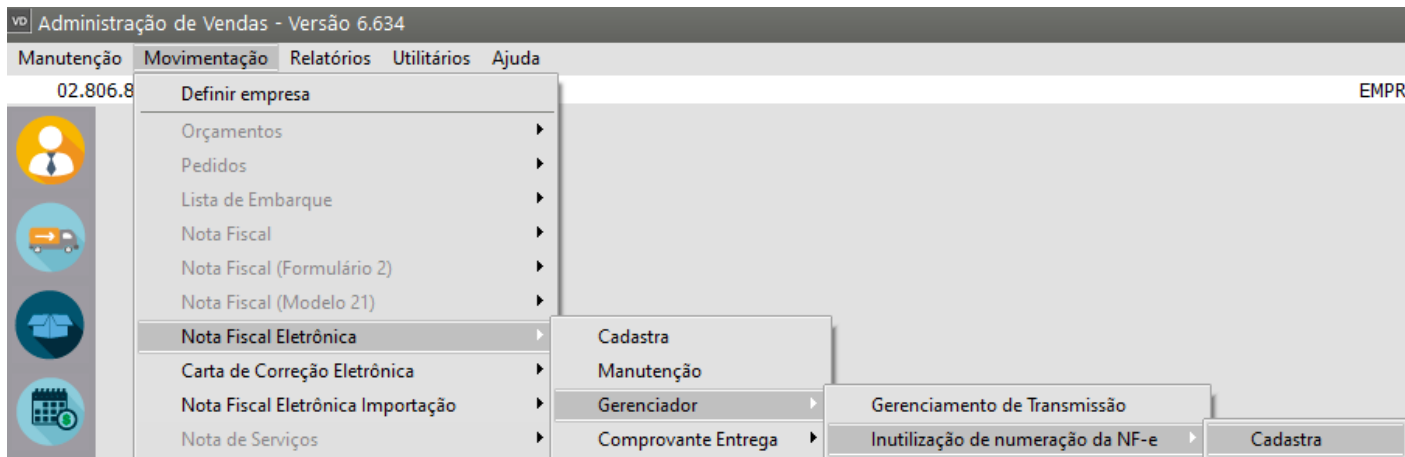 VD Administração de Vendas - Versão 6.634
Manutenção Movimentação Relatórios Utilitários Ajuda
02.806.8 EMPR
Definir empresa
Orçamentos
Pedidos
Lista de Embarque
Nota Fiscal
Nota Fiscal (Formulário 2)
Nota Fiscal (Modelo 21)
Nota Fiscal Eletrônica
Carta de Correção Eletrônica
Nota Fiscal Eletrônica Importação
Nota de Serviços
Cadastra
Manutenção
Gerenciador
Comprovante Entrega
Gerenciamento de Transmissão
Inutilização de numeração da NF-e
Cadastra